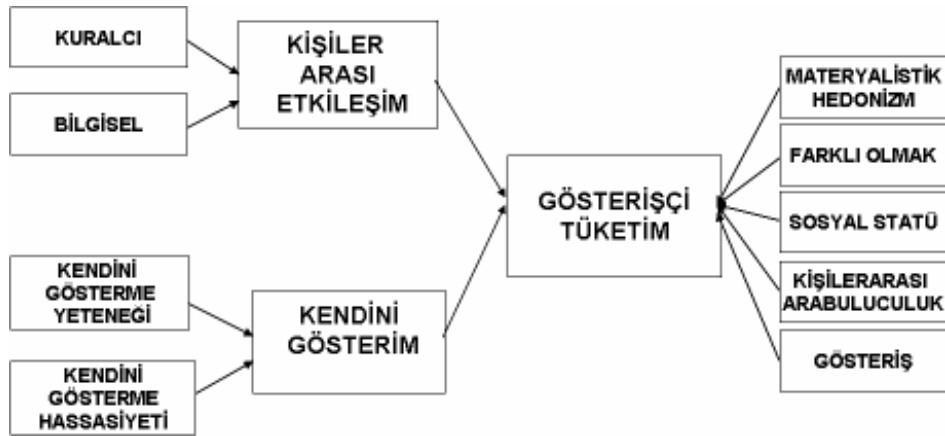 KURALCI
BİLGİSEL
KİŞİLER
ARASI
ETKİLEŞİM
KENDİNİ
GÖSTERME
YETENEĞİ
KENDİNİ
GÖSTERME
HASSASİYETİ
KENDİNİ
GÖSTERİM
GÖSTERİŞÇİ
TÜKETİM
MATERYALİSTİK
HEDONİZM
FARKLI OLMAK
SOSYAL STATÜ
KİŞİLERARASI
ARABULUCULUK
GÖSTERİŞ